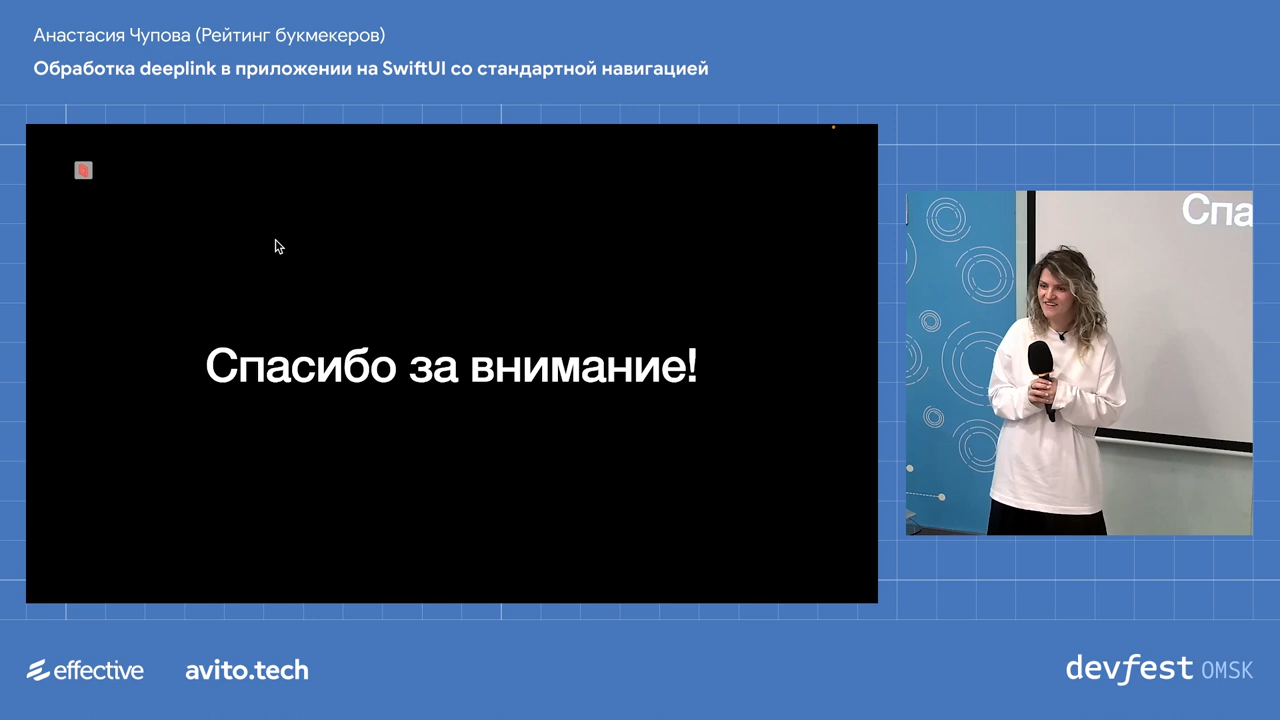 Анастасия Чупова (Рейтинг букмекеров)
Обработка deeplink в приложении на SwiftUI со стандартной навигацией
Спасибо за внимание!
Спа
effective
avito.tech
devfest OMSK